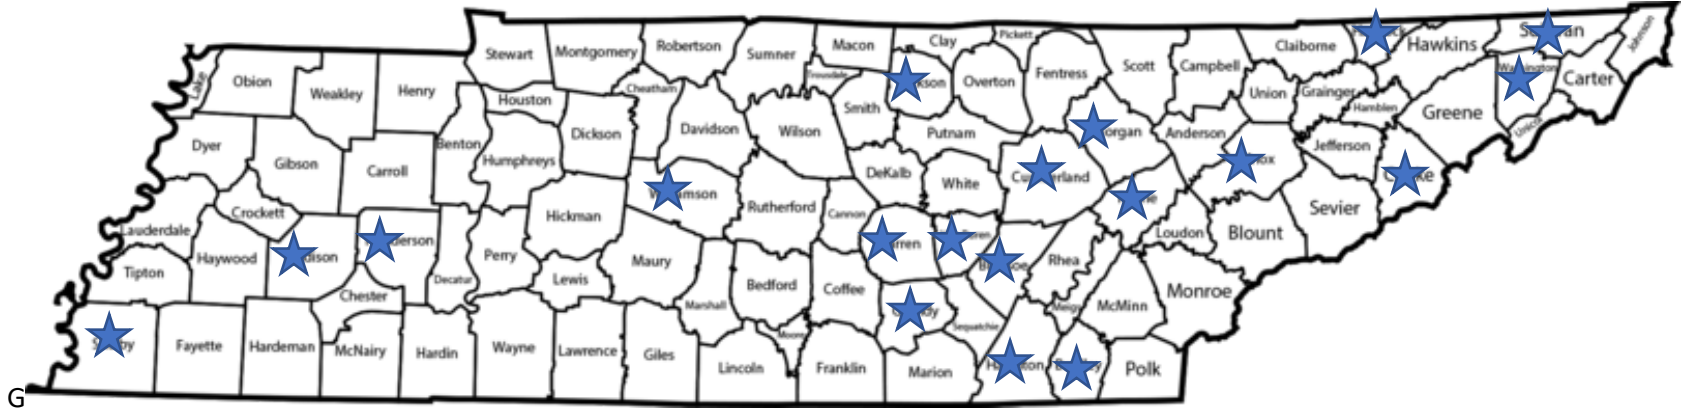 Stewart
Montgomery
Robertson
Sumner
Macon
Clay
Pickett
Fentress
Scott
Campbell
Claiborne
Hawkins
Johnson
Lake
Obion
Weakley
Henry
Houston
Cheatham
Trousdale
Smith
Overton
Union
Grainger
Hamblen
Greene
Carter
Unicoi
Dyer
Gibson
Carroll
Benton
Humphreys
Dickson
Davidson
Wilson
Putnam
Anderson
Jefferson
DeKalb
White
Lauderdale
Crockett
Haywood
Hickman
Rutherford
Cannon
Loudon
Blount
Sevier
Tipton
Decatur
Perry
Lewis
Maury
Bedford
Coffee
Rhea
Monroe
Chester
Marshall
Moore
Sequatchie
Meigs
McMinn
Fayette
Hardeman
McNairy
Hardin
Wayne
Lawrence
Giles
Lincoln
Franklin
Marion
Polk
G